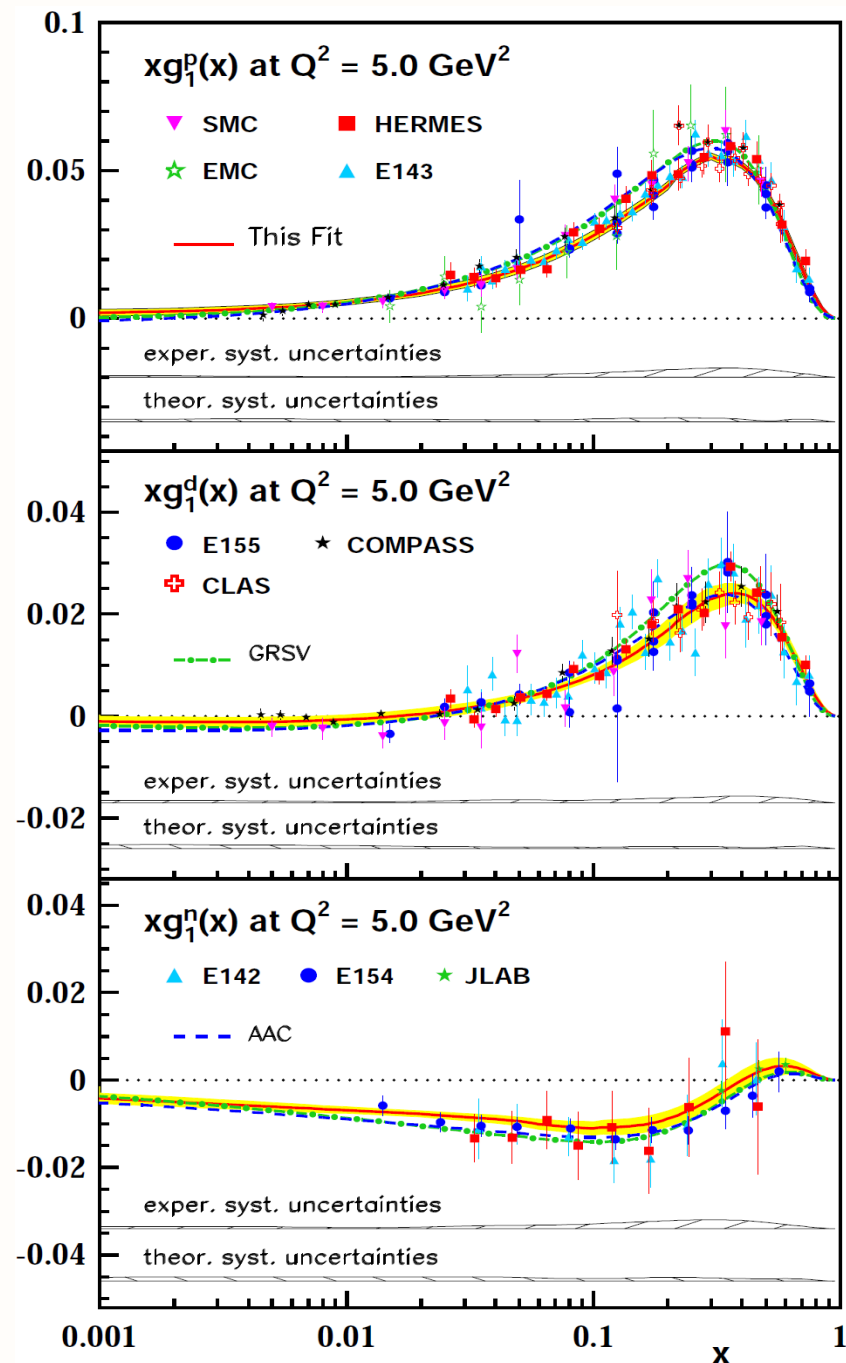 0.1
xg₁ᵖ(x) at Q² = 5.0 GeV²
SMC HERMES
EMC E143
0.05
This Fit
0
exper. syst. uncertainties
theor. syst. uncertainties
xg₁ᵈ(x) at Q² = 5.0 GeV²
0.04
E155 COMPASS
CLAS
0.02
GRSV
0
exper. syst. uncertainties
-0.02
theor. syst. uncertainties
0.04
xg₁ⁿ(x) at Q² = 5.0 GeV²
E142 E154 JLAB
0.02
AAC
0
-0.02
exper. syst. uncertainties
-0.04
theor. syst. uncertainties
0.001 0.01 0.1 x 1